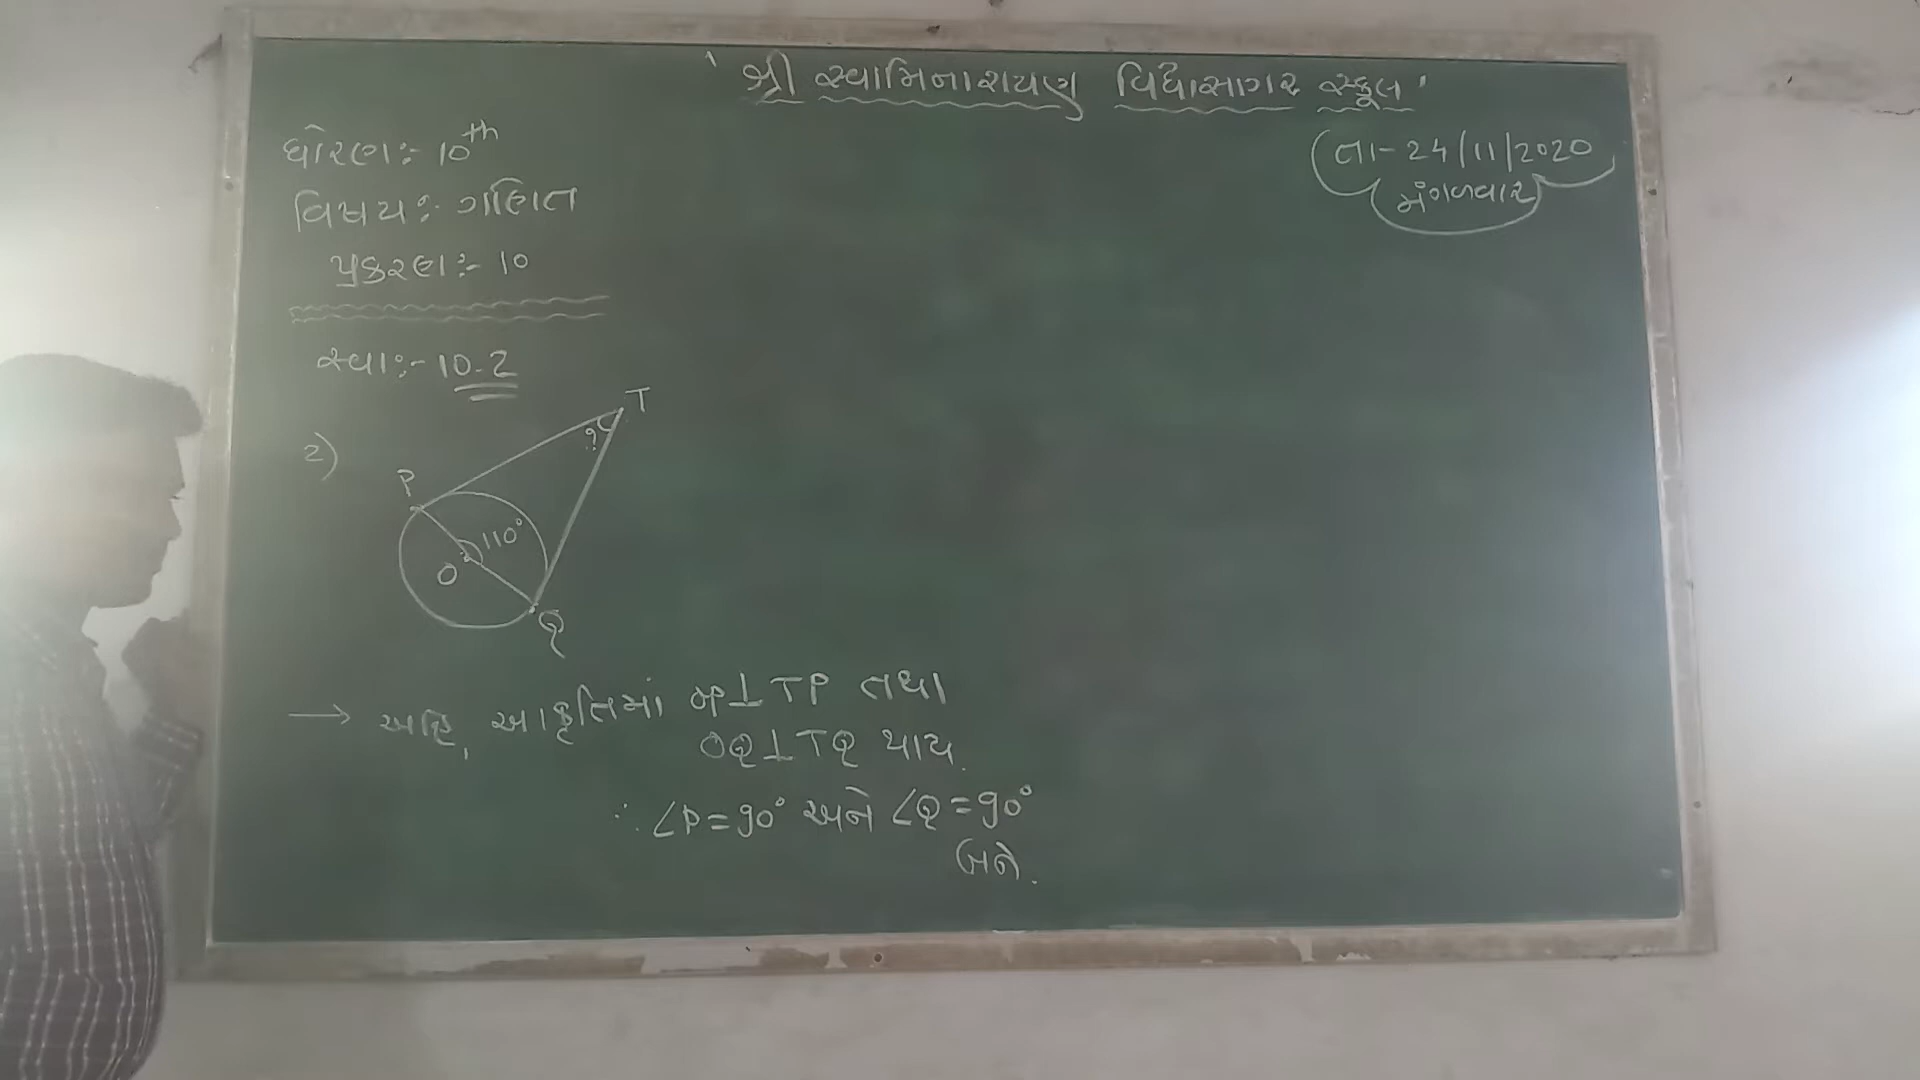 ' શ્રી સ્વામિનારાયણ વિદ્યાસાગર સ્કૂલ '
ધોરણ:- 10th
વિષય:- ગણિત
પ્રકરણ:- 10
તા- 24/11/2020
મંગળવાર
સ્વા:- 10.2
2)
T
?
P
110°
O
Q
→ અહિ, આકૃતિમાં OP⊥TP તથા
OQ⊥TQ થાય.
∴ ∠P=90° અને ∠Q=90°
બને.